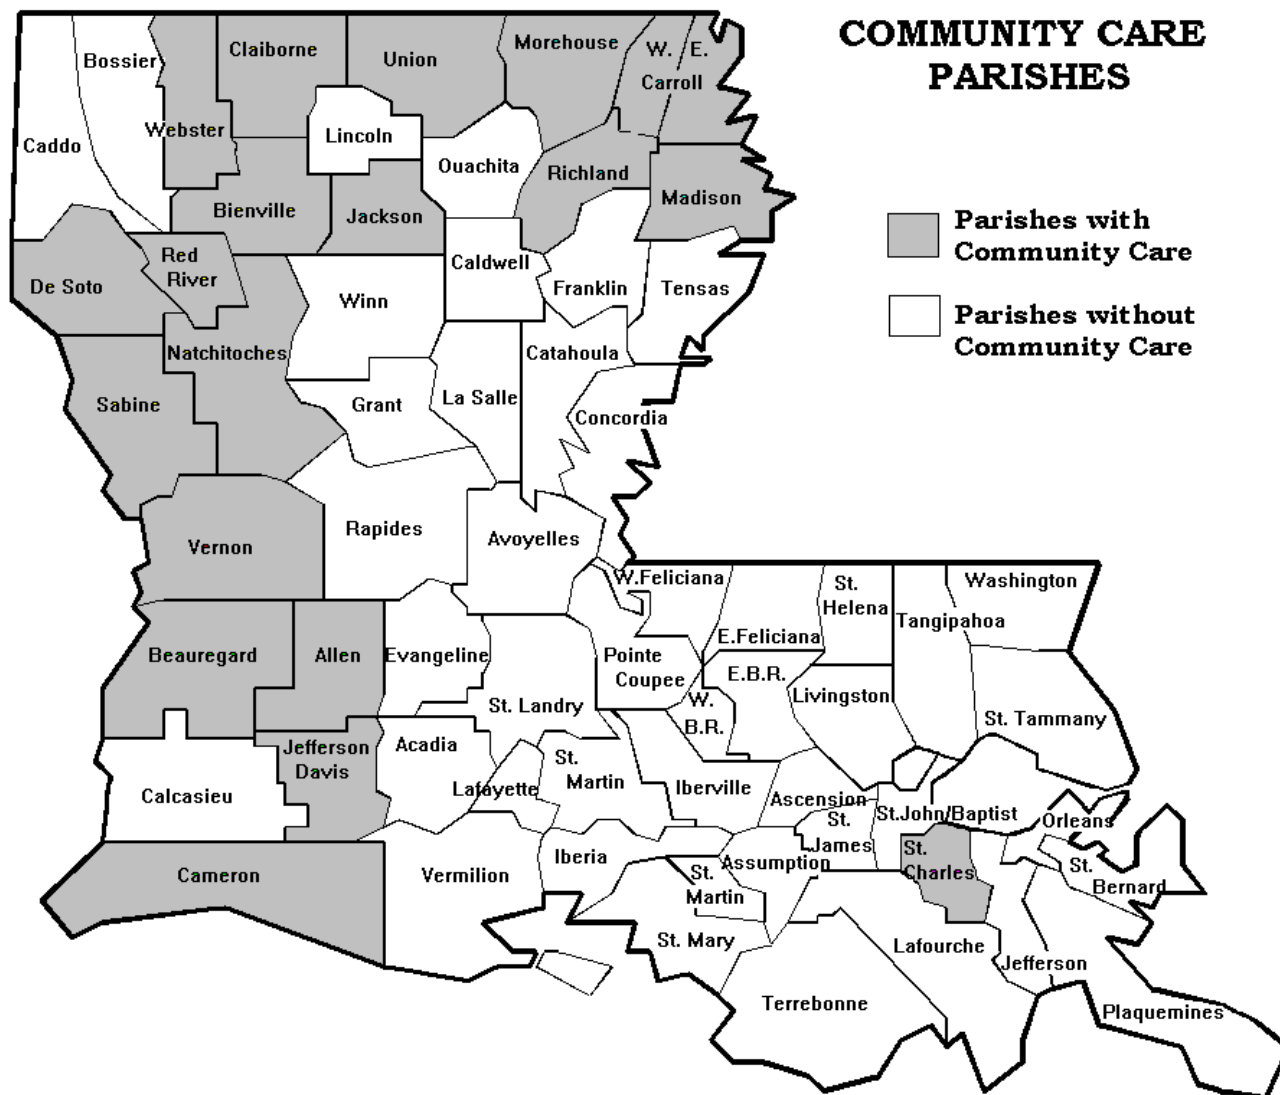 COMMUNITY CARE
PARISHES
Parishes with
Community Care
Parishes without
Community Care
Bossier
Claiborne
Union
Morehouse
W. E.
Carroll
Caddo
Webster
Lincoln
Ouachita
Richland
Madison
Bienville
Jackson
Red
River
De Soto
Caldwell
Winn
Franklin
Tensas
Natchitoches
Catahoula
Sabine
Grant
La Salle
Concordia
Vernon
Rapides
Avoyelles
W.Feliciana
St.
Helena
Washington
Tangipahoa
E.Feliciana
Beauregard
Allen
Evangeline
Pointe
Coupee
E.B.R.
W.
B.R.
Livingston
St. Landry
St. Tammany
Jefferson
Davis
Acadia
St.
Martin
Lafayette
Iberville
Calcasieu
Ascension
St.John/Baptist
Orleans
St.
James
St.
Charles
St.
Bernard
Cameron
Vermilion
Iberia
Assumption
St.
Martin
St. Mary
Lafourche
Jefferson
Terrebonne
Plaquemines